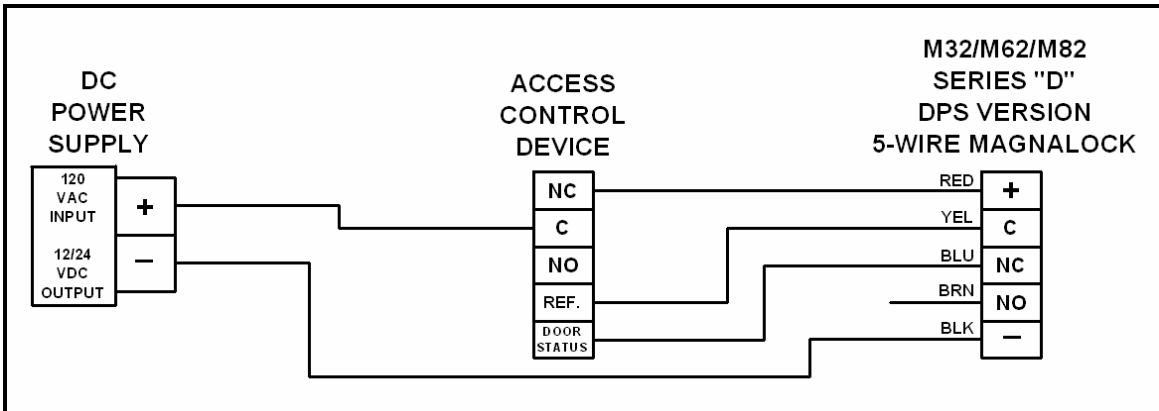 DC
POWER
SUPPLY
120
VAC
INPUT
12/24
VDC
OUTPUT
+
−
ACCESS
CONTROL
DEVICE
NC
C
NO
REF.
DOOR
STATUS
M32/M62/M82
SERIES "D"
DPS VERSION
5-WIRE MAGNALOCK
RED +
YEL C
BLU NC
BRN NO
BLK −